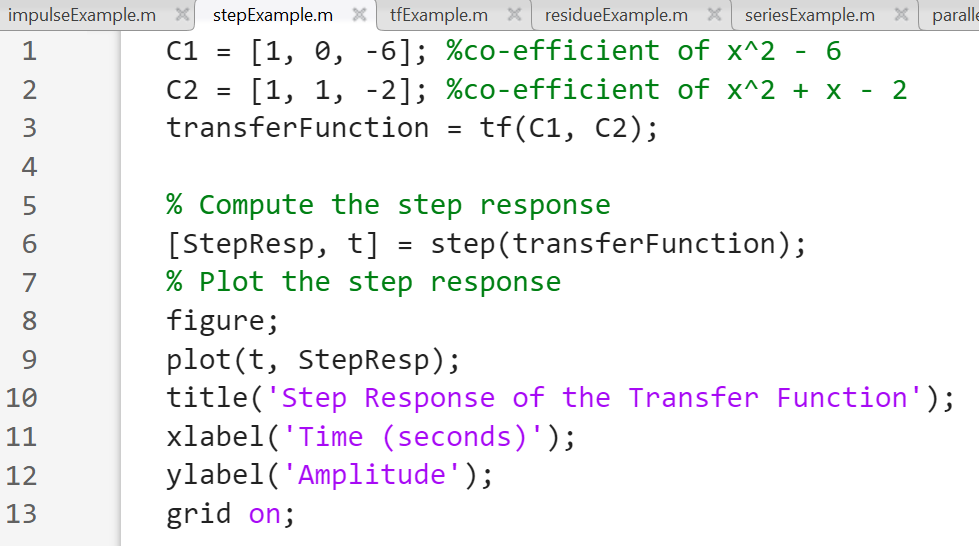 impulseExample.m × stepExample.m × tfExample.m × residueExample.m × seriesExample.m × paralle
1 C1 = [1, 0, -6]; %co-efficient of x^2 - 6
2 C2 = [1, 1, -2]; %co-efficient of x^2 + x - 2
3 transferFunction = tf(C1, C2);
4
5 % Compute the step response
6 [StepResp, t] = step(transferFunction);
7 % Plot the step response
8 figure;
9 plot(t, StepResp);
10 title('Step Response of the Transfer Function');
11 xlabel('Time (seconds)');
12 ylabel('Amplitude');
13 grid on;